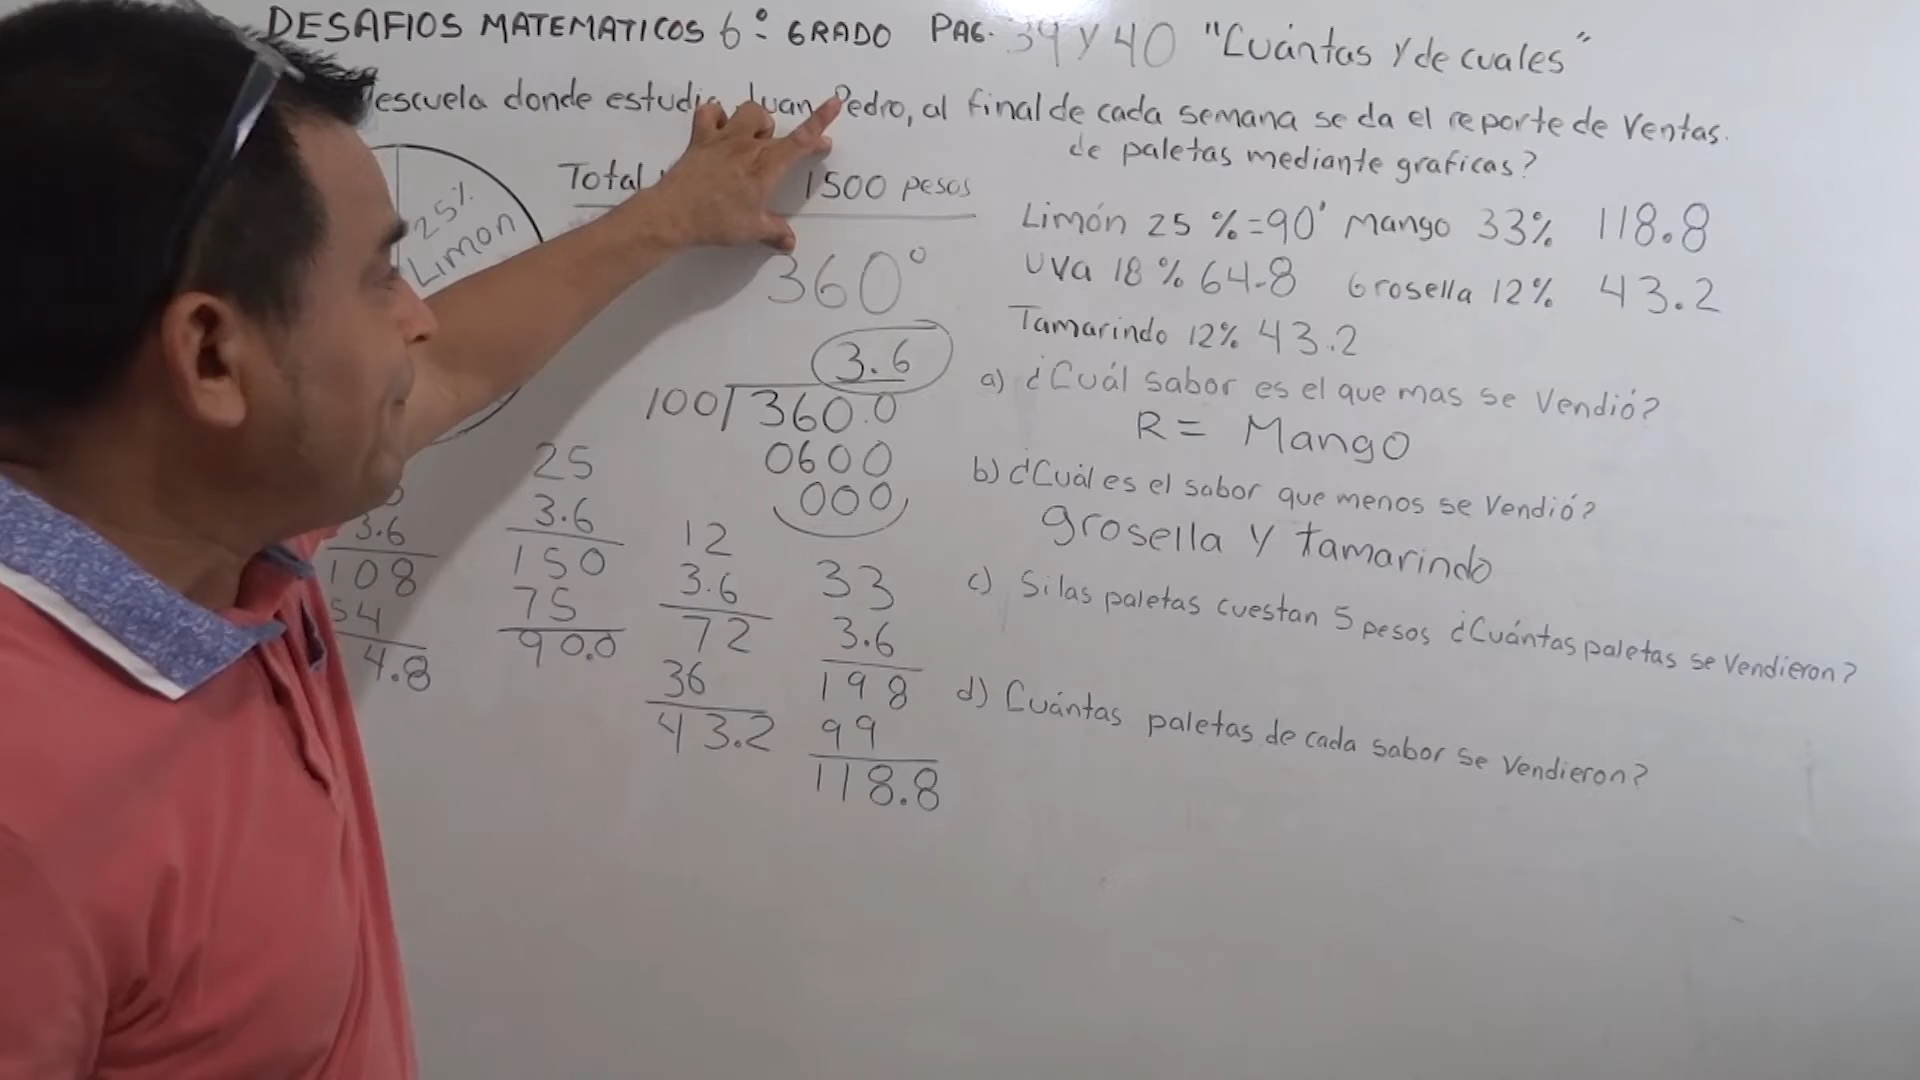 DESAFIOS MATEMATICOS 6° GRADO PAG. 39 Y 40 "Cuántas y de cuales"
escuela donde estudia Juan Pedro, al final de cada semana se da el reporte de ventas.
de paletas mediante graficas?
25%
Limon
Total 1500 pesos
360°
3.6
100 360.0
0600
000
3.6
108
54
4.8
25
3.6
150
75
90.0
12
3.6
72
36
43.2
33
3.6
198
99
118.8
Limón 25 %=90° Mango 33% 118.8
Uva 18 % 64.8 Grosella 12% 43.2
Tamarindo 12% 43.2
a) ¿Cuál sabor es el que mas se Vendió?
R= Mango
b) ¿Cuál es el sabor que menos se Vendió?
grosella y tamarindo
c) Si las paletas cuestan 5 pesos ¿Cuántas paletas se Vendieron?
d) Cuántas paletas de cada sabor se Vendieron?